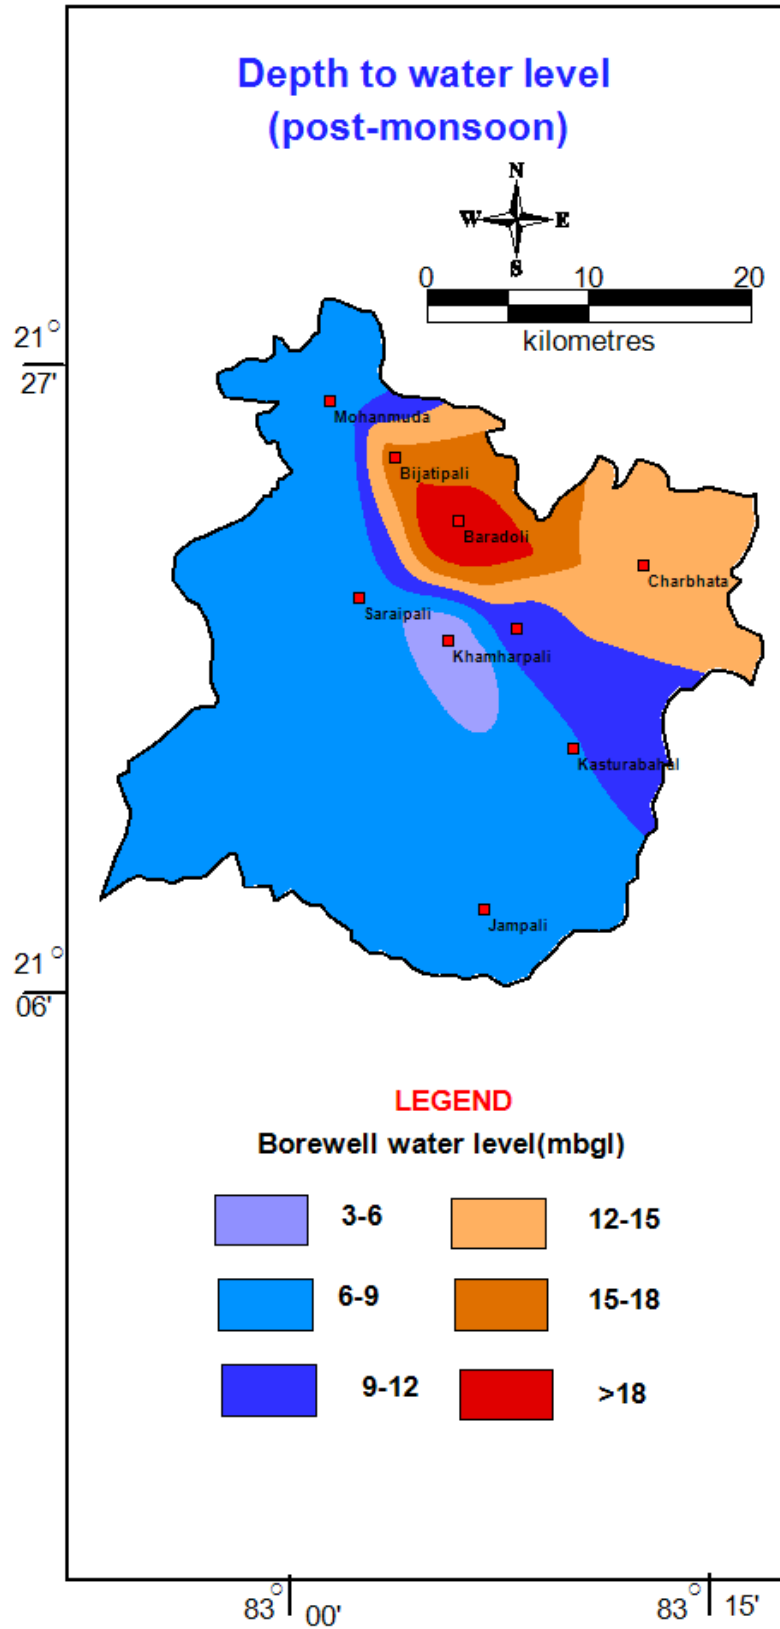 Depth to water level
(post-monsoon)
N
W E
S
0 10 20
kilometres
21°
27'
Mohanmuda
Bijatipali
Baradoli
Charbhata
Saraipali
Khamharpali
Kasturabahal
Jampali
21°
06'
LEGEND
Borewell water level(mbgl)
3-6 12-15
6-9 15-18
9-12 >18
83° 00' 83° 15'